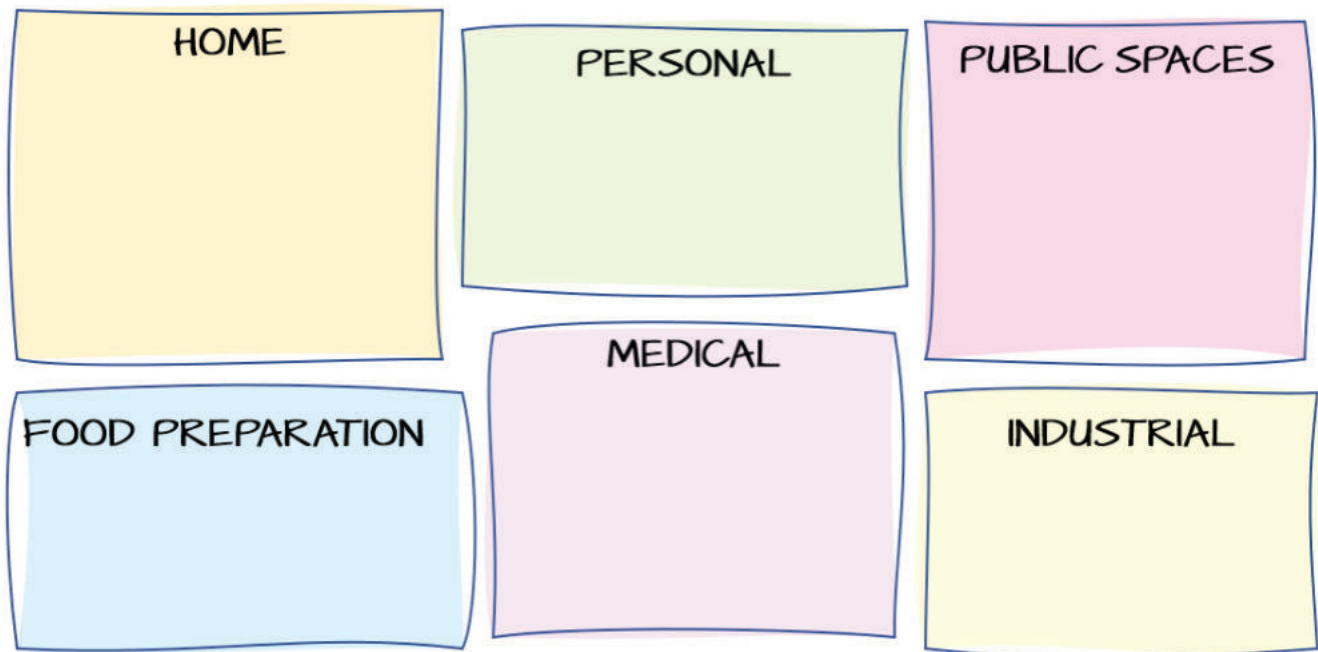 HOME
PERSONAL
PUBLIC SPACES
FOOD PREPARATION
MEDICAL
INDUSTRIAL